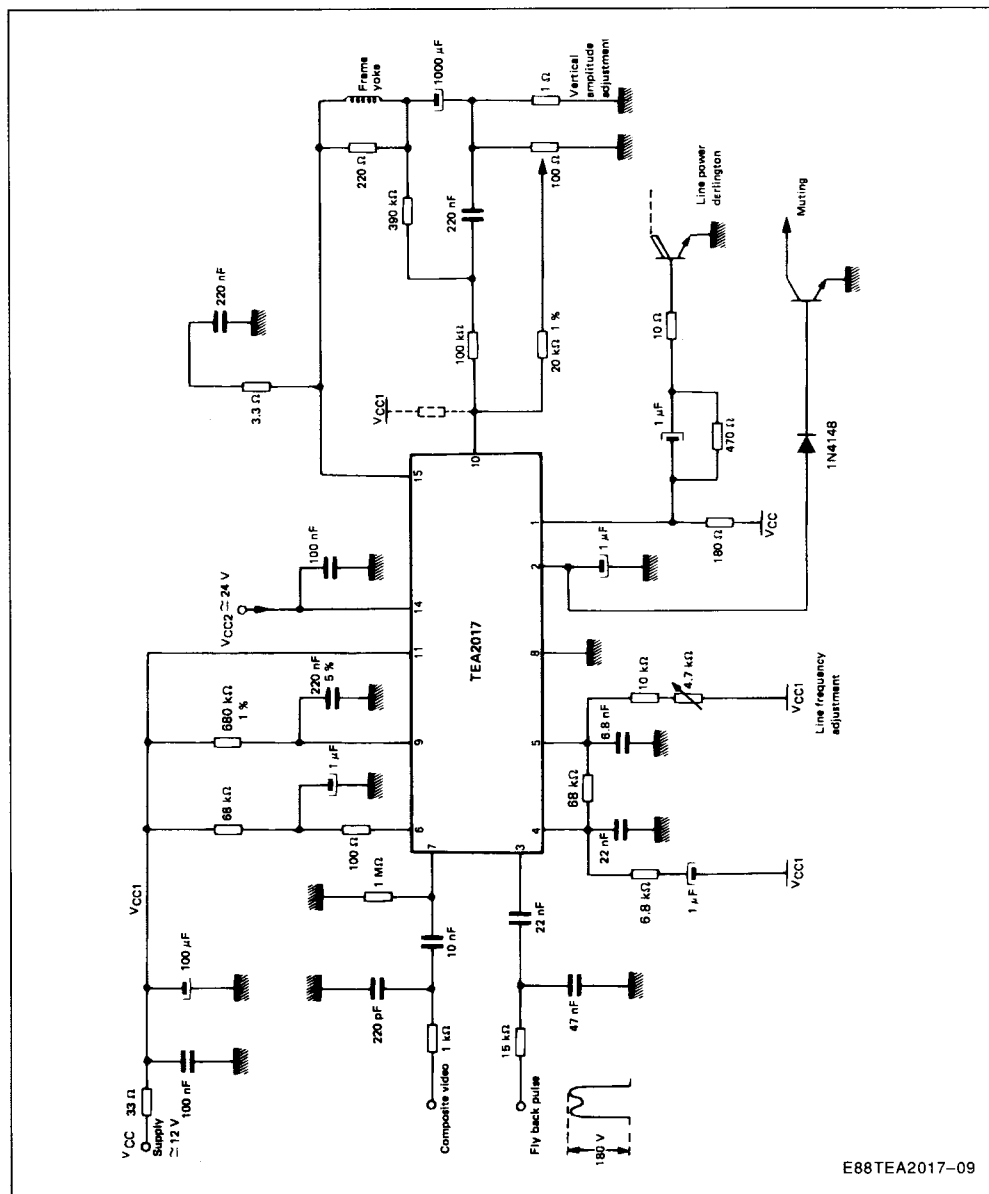 VCC
Supply
≃ 12 V
33 Ω
100 nF
100 µF
VCC1
68 kΩ
1 µF
100 Ω
680 kΩ
1 %
220 nF
5 %
VCC2 ≃ 24 V
100 nF
3.3 Ω
220 nF
Frame
yoke
220 Ω
1000 µF
390 kΩ
220 nF
100 kΩ
VCC1
20 kΩ 1 %
100 Ω
1 Ω
Vertical
amplitude
adjustment
Composite video
1 kΩ
220 pF
10 nF
1 MΩ
Fly back pulse
15 kΩ
47 nF
22 nF
180 V
TEA2017
6
9
11
14
15
7
3
10
4
5
8
2
1
22 nF
6.8 kΩ
1 µF
VCC1
68 kΩ
6.8 nF
10 kΩ
4.7 kΩ
VCC1
Line frequency
adjustment
1 µF
180 Ω
VCC
1 µF
470 Ω
10 Ω
Line power
darlington
1N4148
Muting
E88TEA2017-09